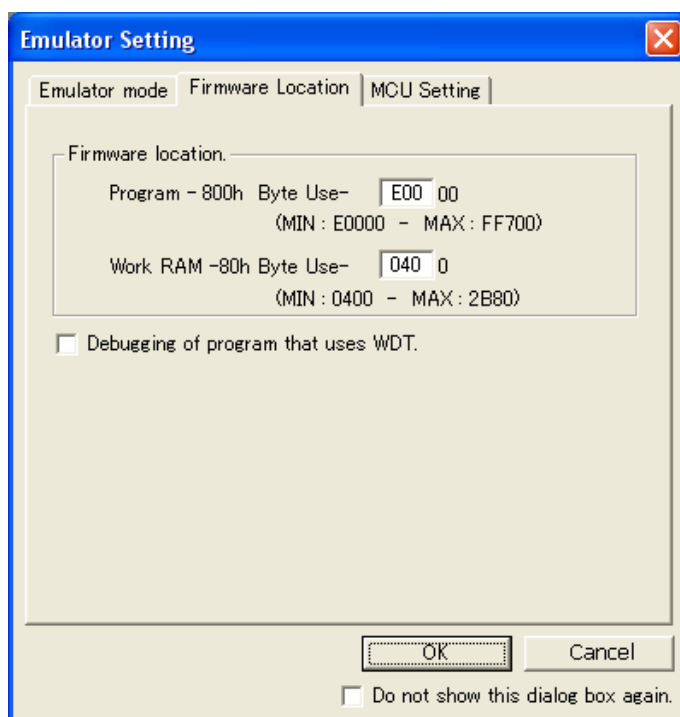 Emulator Setting
Emulator mode Firmware Location MCU Setting
Firmware location.
Program - 800h Byte Use- E00 00
(MIN : E0000 - MAX : FF700)
Work RAM -80h Byte Use- 040 0
(MIN : 0400 - MAX : 2B80)
Debugging of program that uses WDT.
OK Cancel
Do not show this dialog box again.